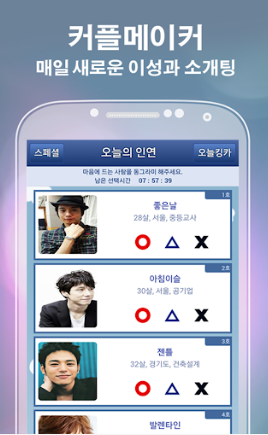 커플메이커
매일 새로운 이성과 소개팅
스페셜
오늘의 인연
오늘킹카
마음에 드는 사람을 동그라미 해주세요.
남은 선택시간 07 : 57 : 39
1호
좋은날
28살, 서울, 중등교사
2호
아침이슬
30살, 서울, 공기업
3호
젠틀
32살, 경기도, 건축설계
4호
발렌타인